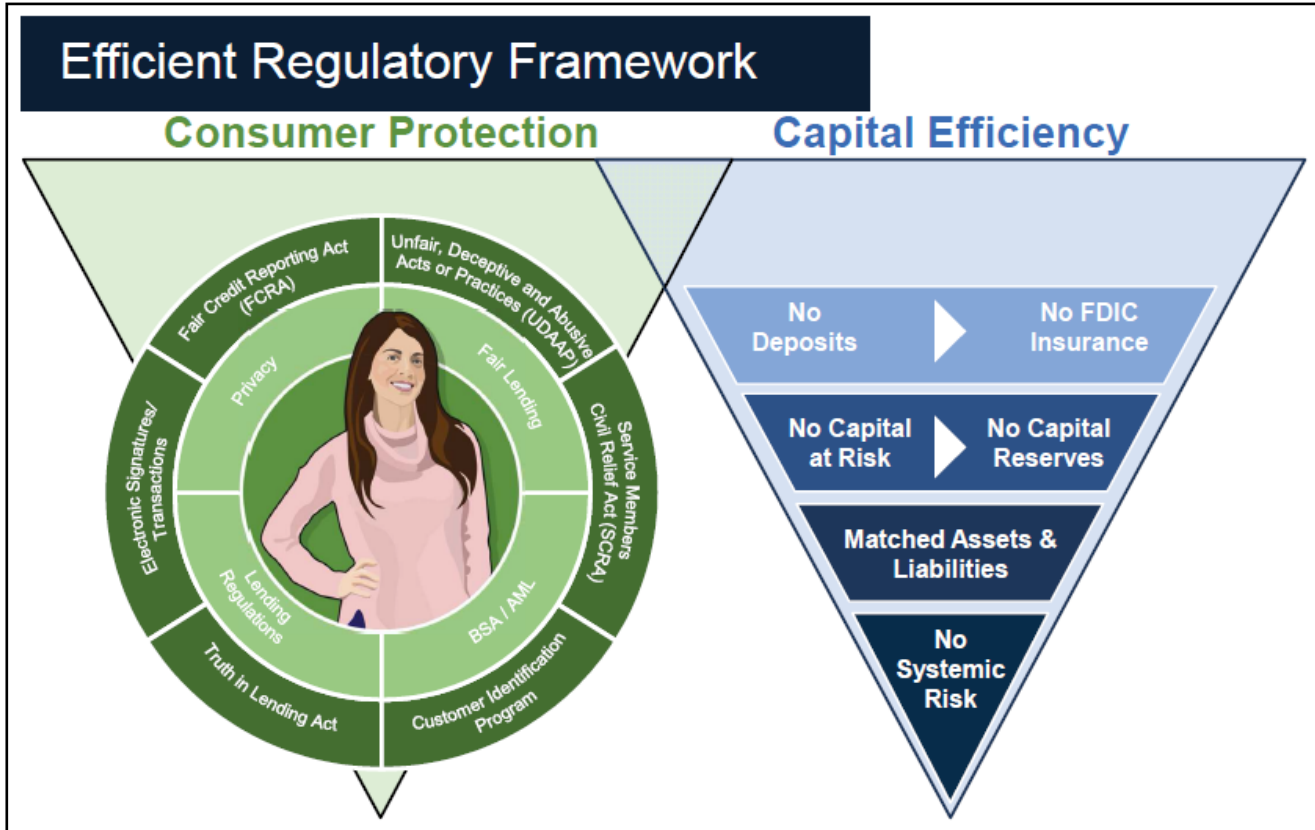 Efficient Regulatory Framework
Consumer Protection
Capital Efficiency
Fair Credit Reporting Act
(FCRA)
Unfair, Deceptive and Abusive
Acts or Practices (UDAAP)
Service Members
Civil Relief Act (SCRA)
Customer Identification
Program
Truth in Lending Act
Electronic Signatures/
Transactions
Privacy
Fair Lending
BSA / AML
Lending
Regulations
No
Deposits
No FDIC
Insurance
No Capital
at Risk
No Capital
Reserves
Matched Assets &
Liabilities
No
Systemic
Risk